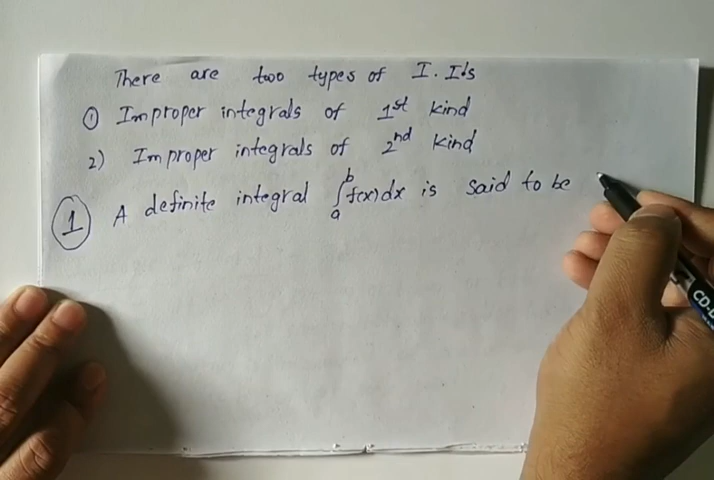 There are two types of I. I's
① Improper integrals of 1st kind
2) Improper integrals of 2nd kind
① A definite integral ∫ₐᵇ f(x) dx is said to be
CD-